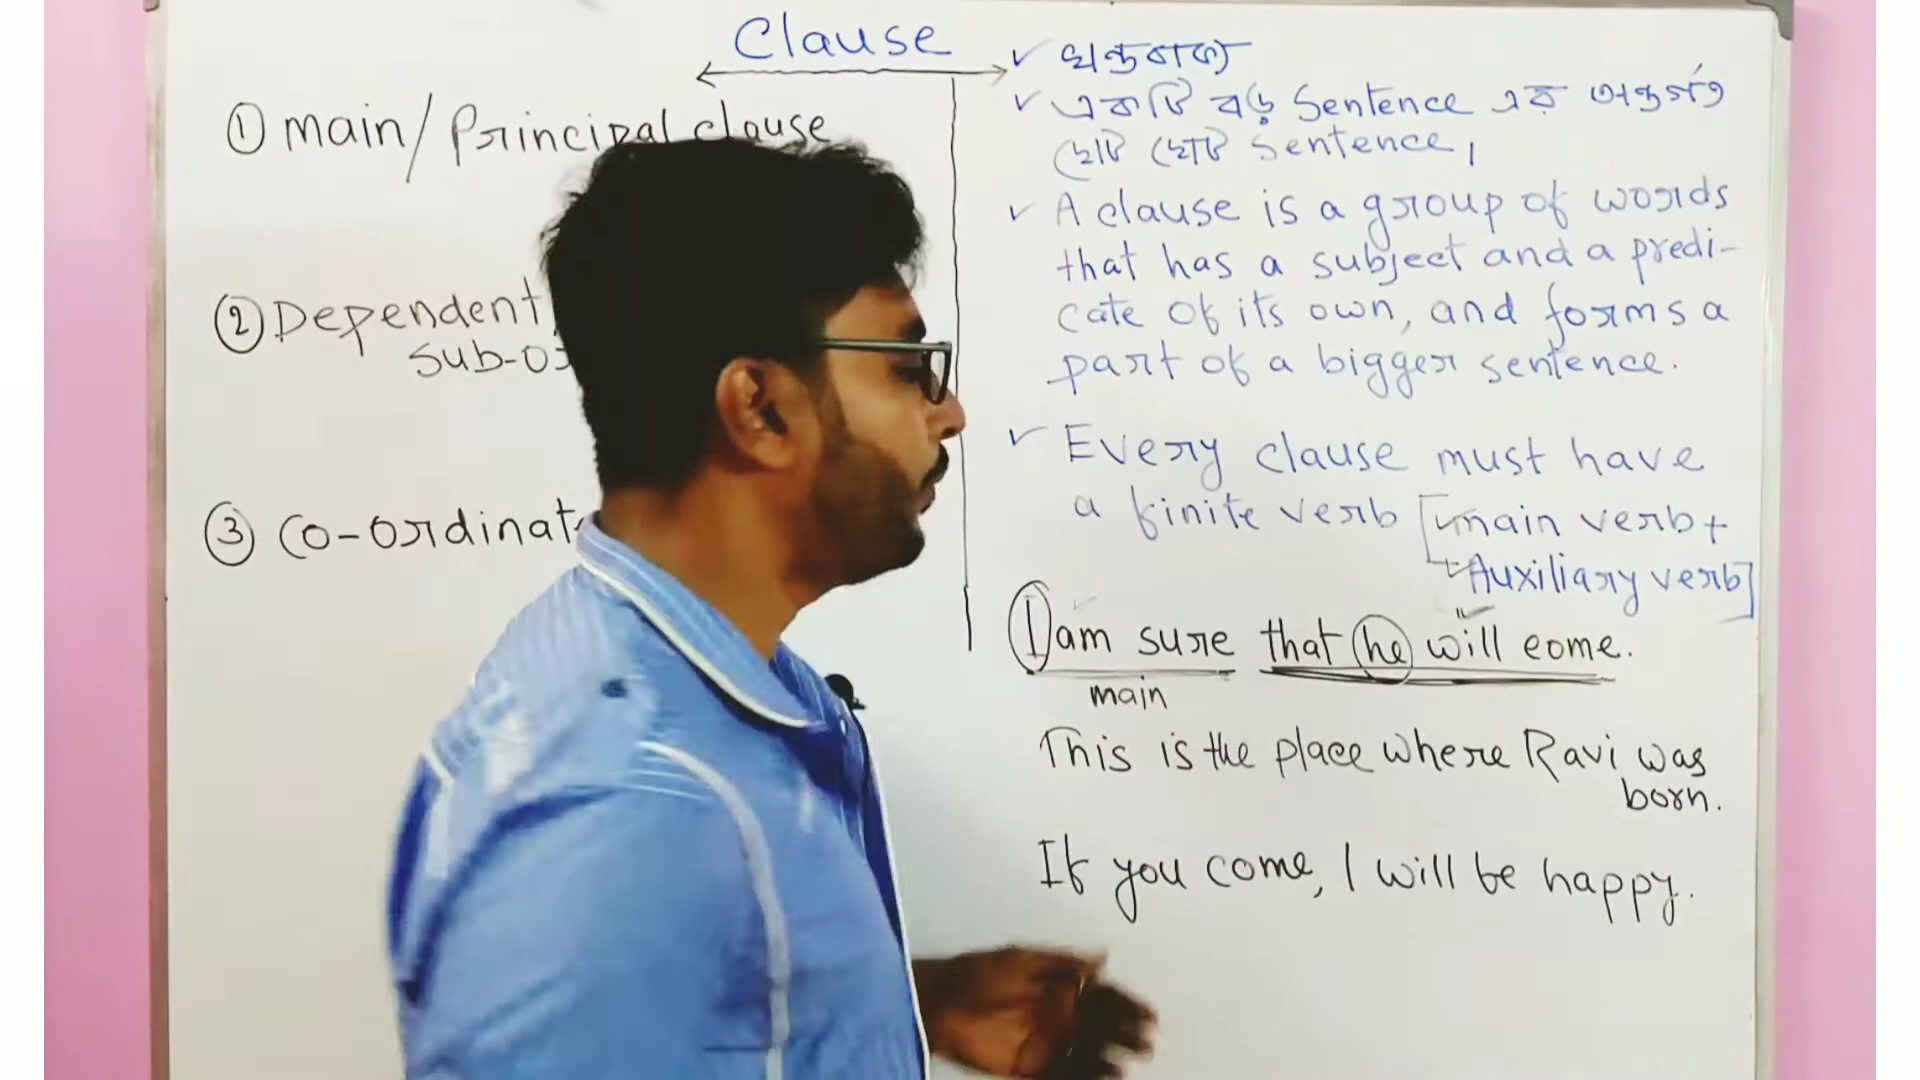 Clause
① main/Principal clause
② Dependent
sub-or
③ Co-ordinat
✓ খন্ডবাক্য
✓ একটি বড় Sentence এর অন্তর্গত
ছোট ছোট Sentence,
✓ A clause is a group of words
that has a subject and a predi-
cate of its own, and forms a
part of a bigger sentence.
✓ Every clause must have
a finite verb [✓main verb +
✓Auxiliary verb]
I am sure that he will come.
main
This is the place where Ravi was
born.
If you come, I will be happy.